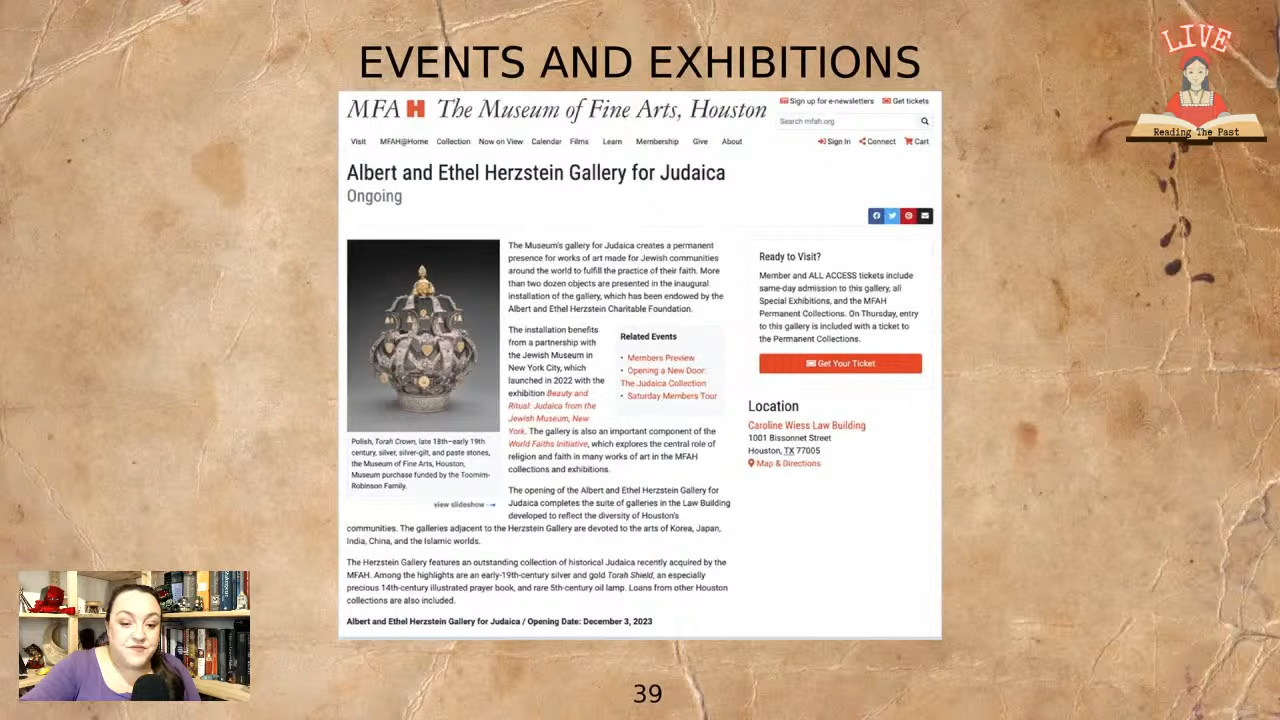 EVENTS AND EXHIBITIONS
LIVE
Reading The Past
MFA H The Museum of Fine Arts, Houston
Sign up for e-newsletters Get tickets
Search mfah.org
Visit MFAH@Home Collection Now on View Calendar Films Learn Membership Give About
Sign In Connect Cart
Albert and Ethel Herzstein Gallery for Judaica
Ongoing
The Museum's gallery for Judaica creates a permanent
presence for works of art made for Jewish communities
around the world to fulfill the practice of their faith. More
than two dozen objects are presented in the inaugural
installation of the gallery, which has been endowed by the
Albert and Ethel Herzstein Charitable Foundation.
The installation benefits
from a partnership with
the Jewish Museum in
New York City, which
launched in 2022 with the
exhibition Beauty and
Ritual: Judaica from the
Jewish Museum, New
York. The gallery is also an important component of the
World Faiths Initiative, which explores the central role of
religion and faith in many works of art in the MFAH
collections and exhibitions.
Related Events
• Members Preview
• Opening a New Door:
The Judaica Collection
• Saturday Members Tour
Polish, Torah Crown, late 18th–early 19th
century, silver, silver-gilt, and paste stones,
the Museum of Fine Arts, Houston,
Museum purchase funded by the Toomim-
Robinson Family.
view slideshow
The opening of the Albert and Ethel Herzstein Gallery for
Judaica completes the suite of galleries in the Law Building
developed to reflect the diversity of Houston's
communities. The galleries adjacent to the Herzstein Gallery are devoted to the arts of Korea, Japan,
India, China, and the Islamic worlds.
The Herzstein Gallery features an outstanding collection of historical Judaica recently acquired by the
MFAH. Among the highlights are an early-19th-century silver and gold Torah Shield, an especially
precious 14th-century illustrated prayer book, and rare 5th-century oil lamp. Loans from other Houston
collections are also included.
Albert and Ethel Herzstein Gallery for Judaica / Opening Date: December 3, 2023
Ready to Visit?
Member and ALL ACCESS tickets include
same-day admission to this gallery, all
Special Exhibitions, and the MFAH
Permanent Collections. On Thursday, entry
to this gallery is included with a ticket to
the Permanent Collections.
Get Your Ticket
Location
Caroline Wiess Law Building
1001 Bissonnet Street
Houston, TX 77005
Map & Directions
39